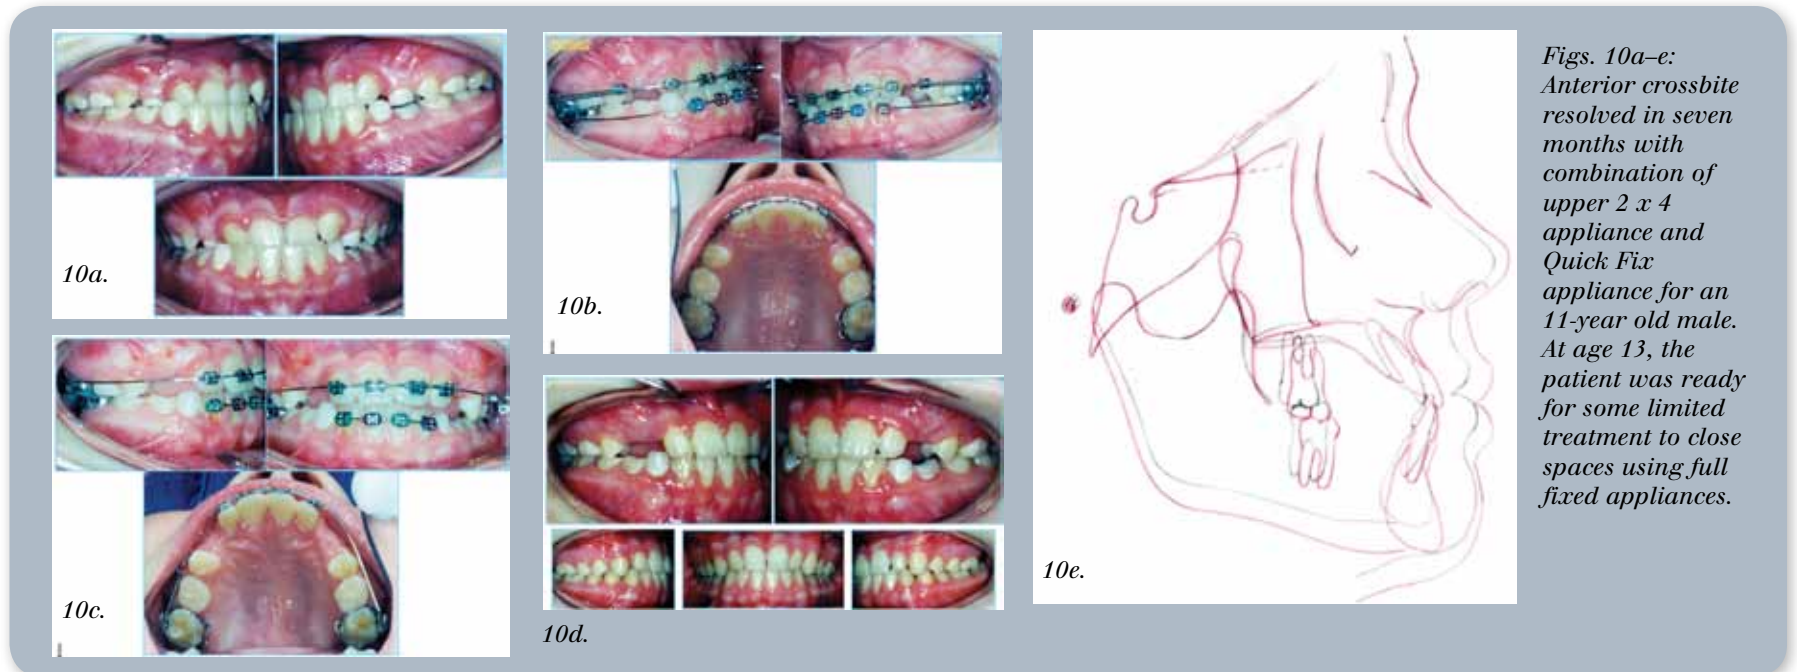 10a.
10b.
10c.
10d.
10e.
Figs. 10a–e:
Anterior crossbite
resolved in seven
months with
combination of
upper 2 x 4
appliance and
Quick Fix
appliance for an
11-year old male.
At age 13, the
patient was ready
for some limited
treatment to close
spaces using full
fixed appliances.